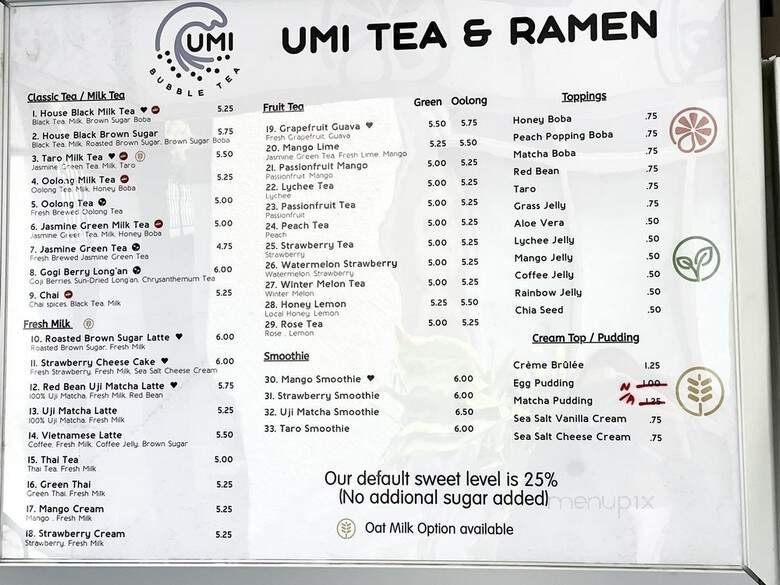 UMI
BUBBLE TEA
UMI TEA & RAMEN
Classic Tea / Milk Tea
1. House Black Milk Tea 5.25
Black Tea, Milk, Brown Sugar Boba
2. House Black Brown Sugar 5.75
Black Tea, Milk, Roasted Brown Sugar, Brown Sugar Boba
3. Taro Milk Tea 5.50
Jasmine Green Tea, Milk, Taro
4. Oolong Milk Tea 5.25
Oolong Tea, Milk, Honey Boba
5. Oolong Tea 5.00
Fresh Brewed Oolong Tea
6. Jasmine Green Milk Tea 5.00
Jasmine Green Tea, Milk, Honey Boba
7. Jasmine Green Tea 4.75
Fresh Brewed Jasmine Green Tea
8. Gogi Berry Long'an 6.00
Goji Berries, Sun-Dried Long'an, Chrysanthemum Tea
9. Chai 5.25
Chai spices, Black Tea, Milk
Fresh Milk
10. Roasted Brown Sugar Latte 6.00
Roasted Brown Sugar, Fresh Milk
11. Strawberry Cheese Cake 6.00
Fresh Strawberry, Fresh Milk, Sea Salt Cheese Cream
12. Red Bean Uji Matcha Latte 5.75
100% Uji Matcha, Fresh Milk, Red Bean
13. Uji Matcha Latte 5.25
100% Uji Matcha, Fresh Milk
14. Vietnamese Latte 5.50
Coffee, Fresh Milk, Coffee Jelly, Brown Sugar
15. Thai Tea 5.00
Thai Tea, Fresh Milk
16. Green Thai 5.25
Green Thai, Fresh Milk
17. Mango Cream 5.25
Mango , Fresh Milk
18. Strawberry Cream 5.25
Strawberry, Fresh Milk
Fruit Tea Green Oolong
19. Grapefruit Guava 5.50 5.75
Fresh Grapefruit, Guava
20. Mango Lime 5.25 5.50
Jasmine Green Tea, Fresh Lime, Mango
21. Passionfruit Mango 5.00 5.25
Passionfruit, Mango
22. Lychee Tea 5.00 5.25
Lychee
23. Passionfruit Tea 5.00 5.25
Passionfruit
24. Peach Tea 5.00 5.25
Peach
25. Strawberry Tea 5.00 5.25
Strawberry
26. Watermelon Strawberry 5.00 5.25
Watermelon, Strawberry
27. Winter Melon Tea 5.00 5.25
Winter Melon
28. Honey Lemon 5.25 5.50
Local Honey, Lemon
29. Rose Tea 5.00 5.25
Rose , Lemon
Smoothie
30. Mango Smoothie 6.00
31. Strawberry Smoothie 6.00
32. Uji Matcha Smoothie 6.50
33. Taro Smoothie 6.00
Toppings
Honey Boba .75
Peach Popping Boba .75
Matcha Boba .75
Red Bean .75
Taro .75
Grass Jelly .75
Aloe Vera .50
Lychee Jelly .50
Mango Jelly .50
Coffee Jelly .50
Rainbow Jelly .50
Chia Seed .50
Cream Top / Pudding
Crème Brûlée 1.25
Egg Pudding N 1.00
Matcha Pudding /A 1.25
Sea Salt Vanilla Cream .75
Sea Salt Cheese Cream .75
Our default sweet level is 25%
(No addional sugar added)
menupix
Oat Milk Option available